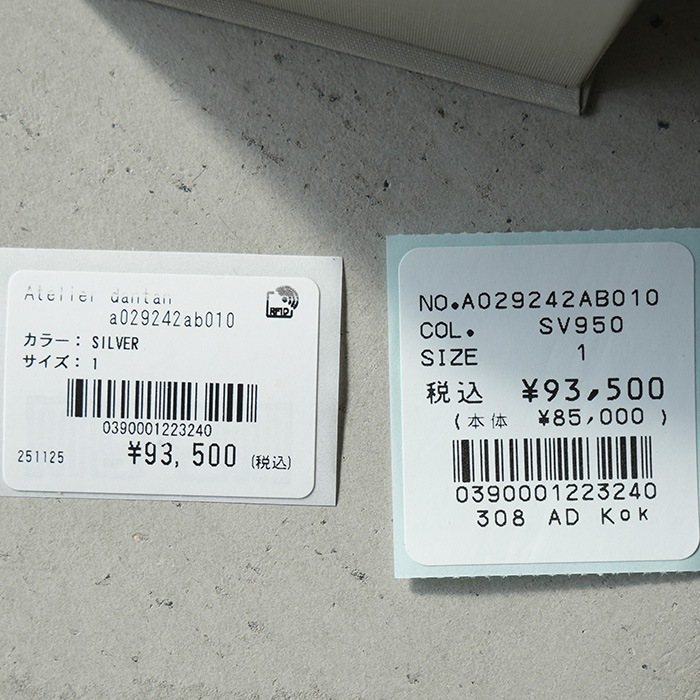 Atelier dantan
a029242ab010
RFID
カラー: SILVER
サイズ: 1
0390001223240
251125 ¥93,500 (税込)
NO.A029242AB010
COL. SV950
SIZE 1
税込 ¥93,500
(本体 ¥85,000)
0390001223240
308 AD Kok